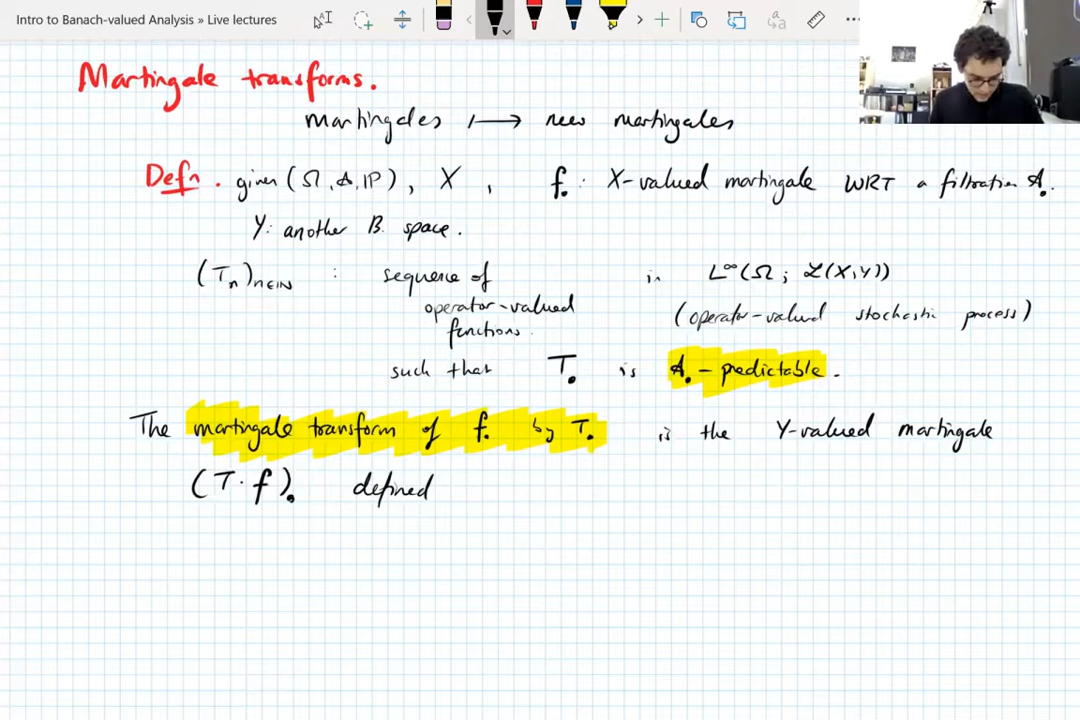 Intro to Banach-valued Analysis » Live lectures
Martingale transforms.
martingales ⟼ new martingales
Defn. given (Ω, 𝒜, ℙ), X, f. : X-valued martingale WRT a filtration 𝒜.
Y: another B. space.
(Tₙ)ₙ∈ℕ : sequence of operator-valued functions. in L^∞(Ω; ℒ(X,Y))
(operator-valued stochastic process)
such that T. is 𝒜. - predictable.
The martingale transform of f. by T. is the Y-valued martingale
(T·f). defined